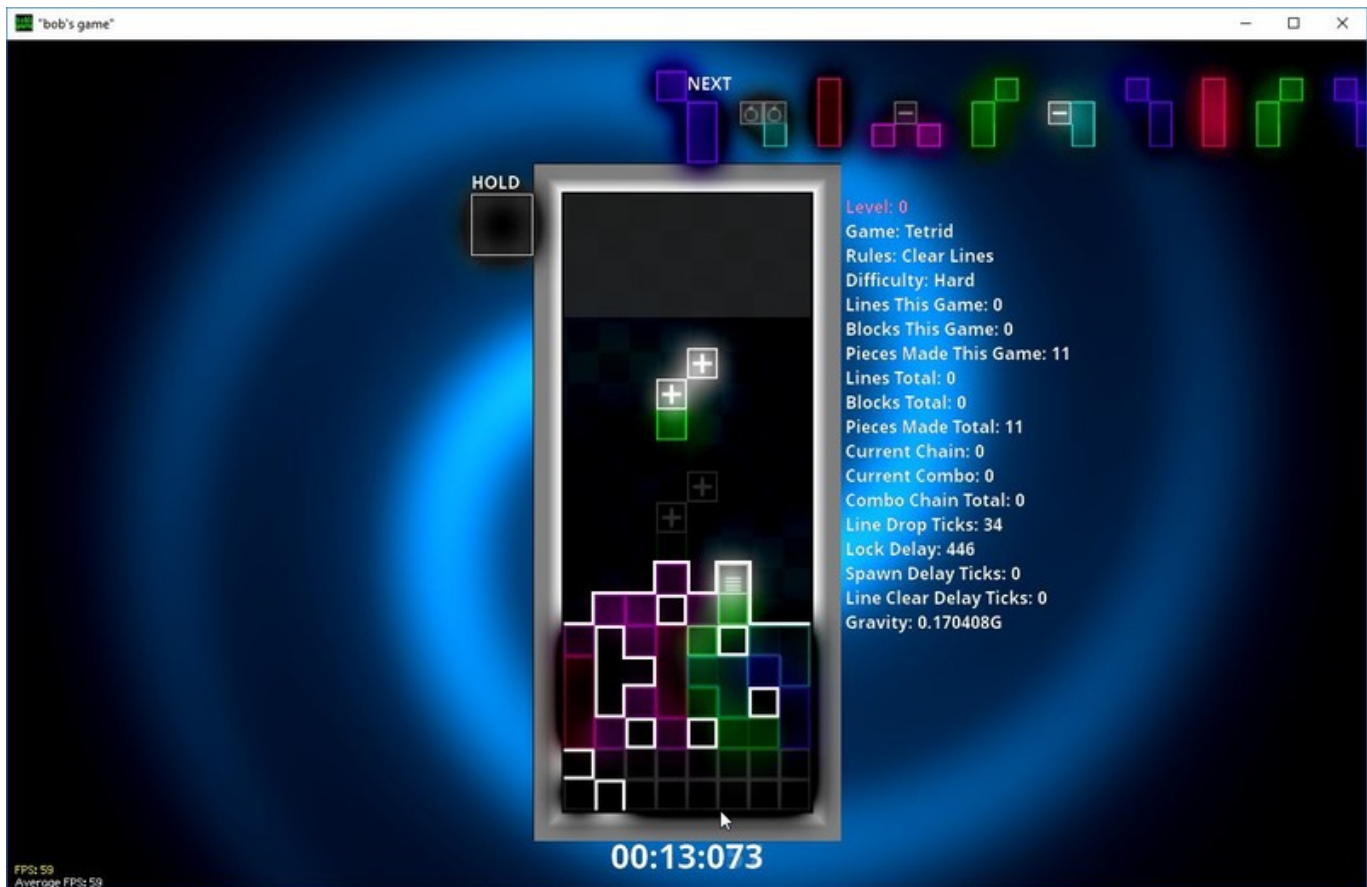 "bob's game"
NEXT
HOLD
Level: 0
Game: Tetrid
Rules: Clear Lines
Difficulty: Hard
Lines This Game: 0
Blocks This Game: 0
Pieces Made This Game: 11
Lines Total: 0
Blocks Total: 0
Pieces Made Total: 11
Current Chain: 0
Current Combo: 0
Combo Chain Total: 0
Line Drop Ticks: 34
Lock Delay: 446
Spawn Delay Ticks: 0
Line Clear Delay Ticks: 0
Gravity: 0.170408G
00:13:073
FPS: 59
Average FPS: 59